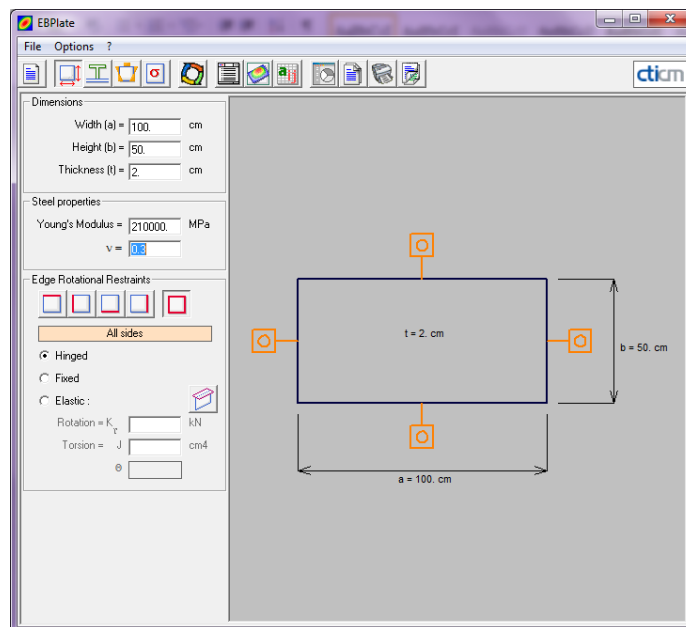 EBPlate
File Options ?
cticm
Dimensions
Width (a) = 100. cm
Height (b) = 50. cm
Thickness (t) = 2. cm
Steel properties
Young's Modulus = 210000. MPa
ν = 0.3
Edge Rotational Restraints
All sides
Hinged
Fixed
Elastic :
Rotation = Kr kN
Torsion = J cm4
Θ
t = 2. cm
b = 50. cm
a = 100. cm